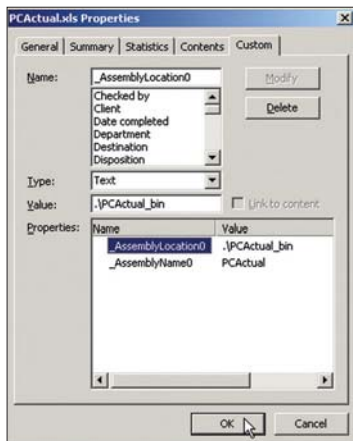 PCActual.xls Properties
General Summary Statistics Contents Custom
Name: _AssemblyLocation0 Modify
Checked by
Client
Date completed
Department
Destination
Disposition
Delete
Type: Text
Value: .\PCActual_bin Link to content
Properties: Name Value
_AssemblyLocation0 .\PCActual_bin
_AssemblyName0 PCActual
OK Cancel